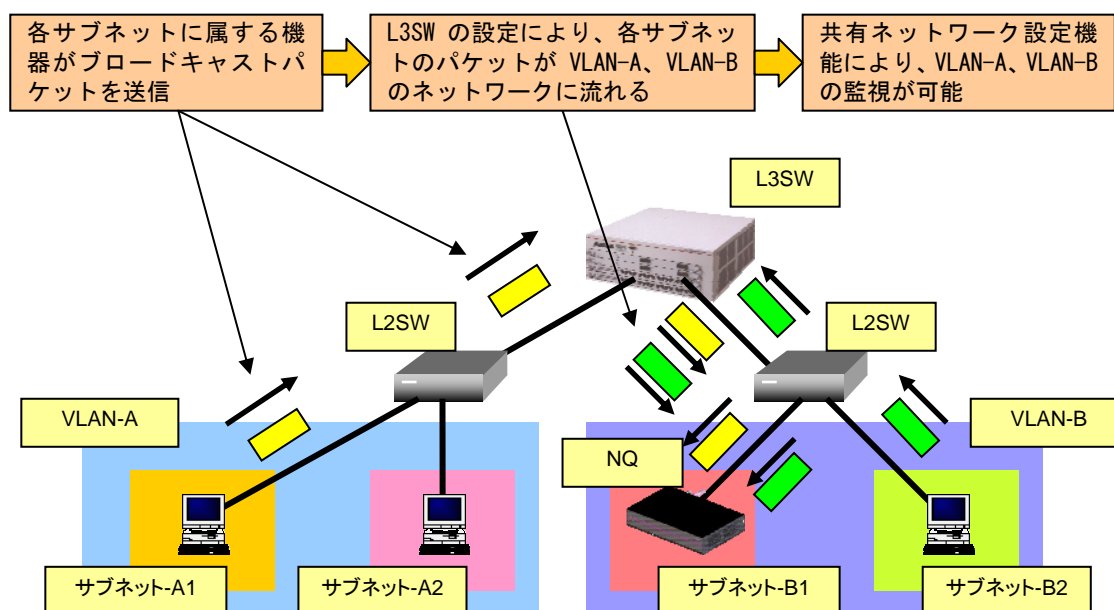 各サブネットに属する機
器がブロードキャストパ
ケットを送信
L3SW の設定により、各サブネッ
トのパケットが VLAN-A、VLAN-B
のネットワークに流れる
共有ネットワーク設定機
能により、VLAN-A、VLAN-B
の監視が可能
L3SW
L2SW
L2SW
VLAN-A
VLAN-B
NQ
サブネット-A1
サブネット-A2
サブネット-B1
サブネット-B2